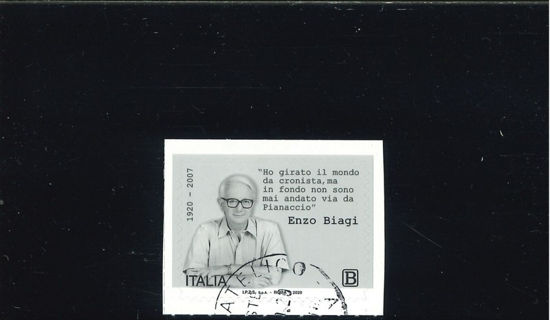 1920 - 2007
"Ho girato il mondo
da cronista,ma
in fondo non sono
mai andato via da
Pianaccio"
Enzo Biagi
ITALIA
B
I.P.Z.S. S.p.A. - ROMA - 2020